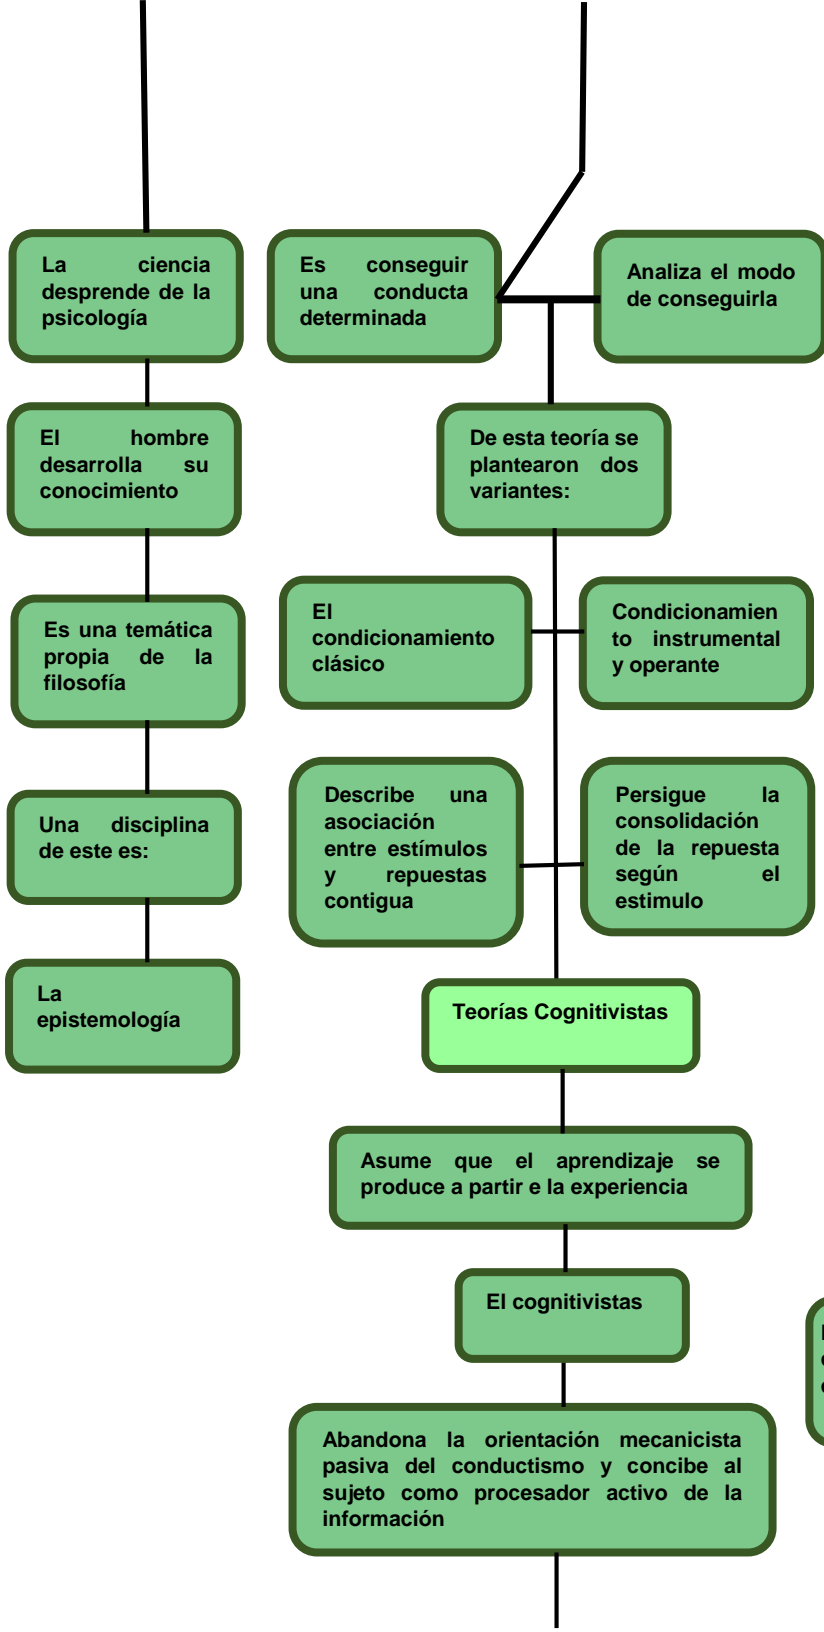 La ciencia
desprende de la
psicología
Es conseguir
una conducta
determinada
Analiza el modo
de conseguirla
El hombre
desarrolla su
conocimiento
De esta teoría se
plantearon dos
variantes:
Es una temática
propia de la
filosofía
El
condicionamiento
clásico
Condicionamien
to instrumental
y operante
Una disciplina
de este es:
Describe una
asociación
entre estímulos
y repuestas
contigua
Persigue la
consolidación
de la repuesta
según el
estimulo
La
epistemología
Teorías Cognitivistas
Asume que el aprendizaje se
produce a partir e la experiencia
El cognitivistas
Abandona la orientación mecanicista
pasiva del conductismo y concibe al
sujeto como procesador activo de la
información